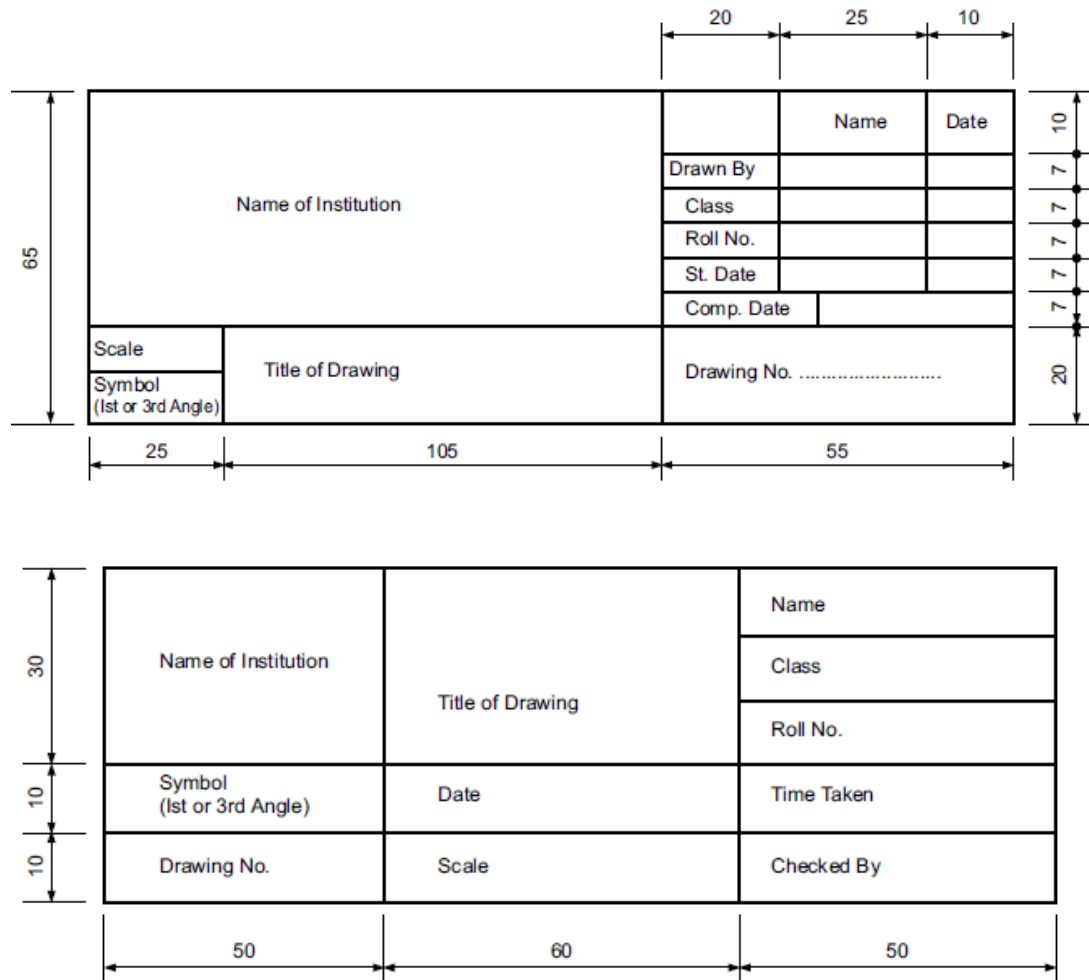 20 25 10
Name Date
10
Drawn By
7
Name of Institution
Class
7
Roll No.
7
65
St. Date
7
Comp. Date
7
Scale
Title of Drawing
Drawing No. ..........................
20
Symbol
(Ist or 3rd Angle)
25 105 55
Name
30
Name of Institution
Class
Title of Drawing
Roll No.
10
Symbol
(Ist or 3rd Angle)
Date
Time Taken
10
Drawing No.
Scale
Checked By
50 60 50